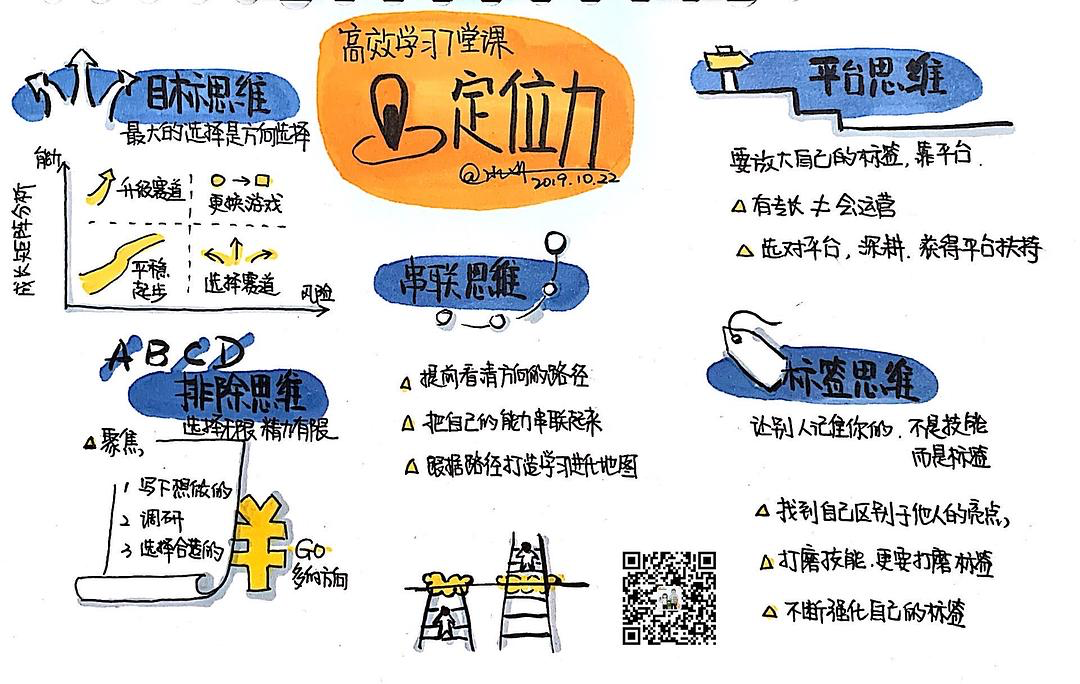 高效学习7堂课
定位力
2019.10.22
目标思维
最大的选择是方向选择
成长矩阵分析
能力
升级赛道
更换游戏
平稳
起步
选择赛道
风险
ABCD
排除思维
选择无限 精力有限
聚焦,
1 写下想做的
2 调研
3 选择合适的
GO
多的方向
串联思维
提前看清方向的路径
把自己的能力串联起来
跟据路径打造学习进化地图
平台思维
要放大自己的标签,靠平台.
有专长 ≠ 会运营
选对平台,深耕.获得平台扶持
标签思维
让别人记住你的.不是技能
而是标签
找到自己区别于他人的亮点,
打磨技能.更要打磨标签
不断强化自己的标签